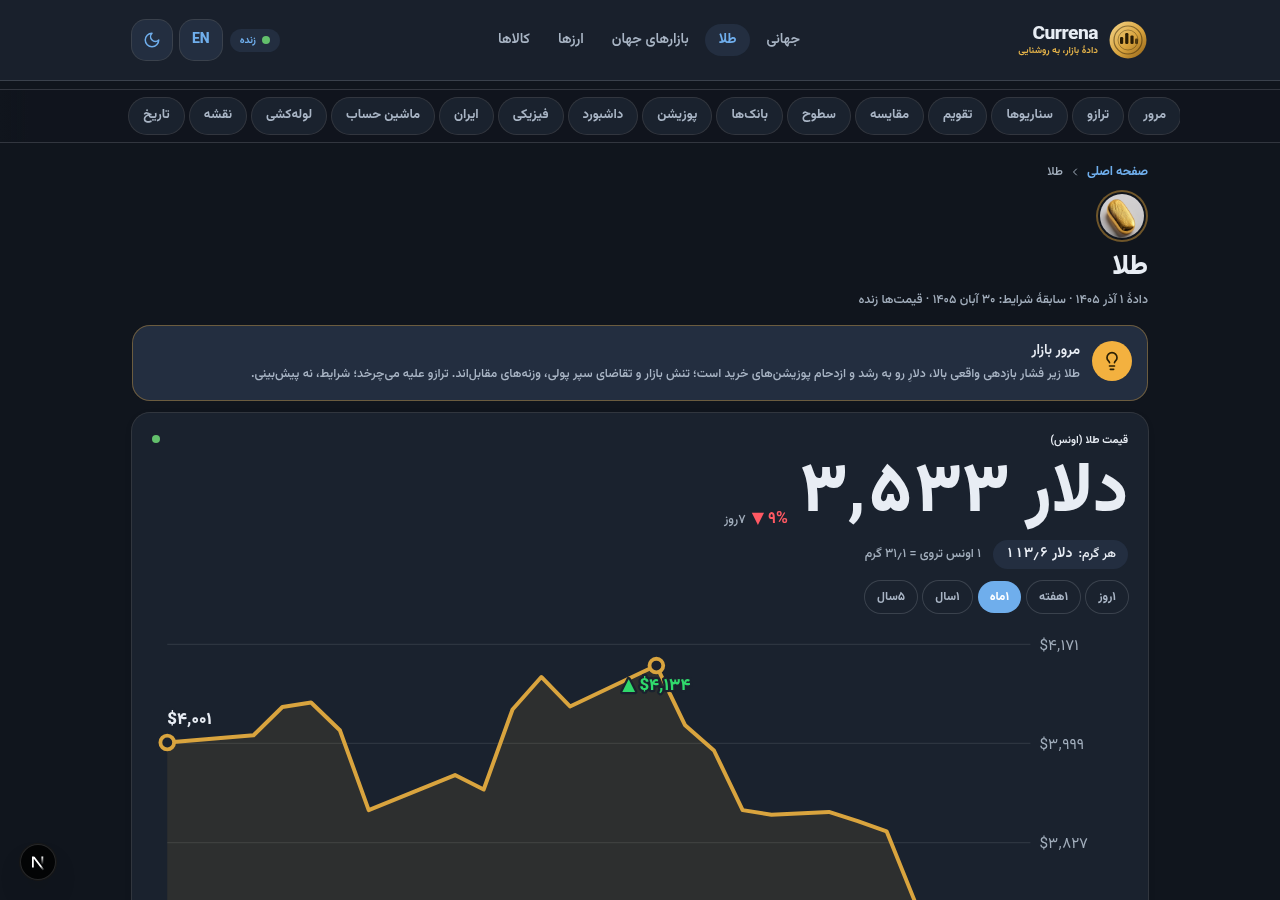 Currena
دادهٔ بازار، به روشنایی
جهانی
طلا
بازارهای جهان
ارزها
کالاها
زنده
EN
مرور
ترازو
سناریوها
تقویم
مقایسه
سطوح
بانک‌ها
پوزیشن
داشبورد
فیزیکی
ایران
ماشین حساب
لوله‌کشی
نقشه
تاریخ
صفحه اصلی › طلا
طلا
دادهٔ ۱ آذر ۱۴۰۵ · سابقهٔ شرایط: ۳۰ آبان ۱۴۰۵ · قیمت‌ها زنده
مرور بازار
طلا زیر فشار بازدهی واقعی بالا، دلارِ رو به رشد و ازدحام پوزیشن‌های خرید است؛ تنش بازار و تقاضای سپر پولی، وزنه‌های مقابل‌اند. ترازو علیه می‌چرخد؛ شرایط، نه پیش‌بینی.
قیمت طلا (اونس)
دلار ۳,۵۳۳
۹% ▼ ۷روز
هر گرم: دلار ۱۱۳٫۶
۱ اونس تروی = ۳۱٫۱ گرم
۱روز
۱هفته
۱ماه
۱سال
۵سال
$۴,۱۷۱
▲ $۴,۱۳۴
$۴,۰۰۱
$۳,۹۹۹
$۳,۸۲۷
N